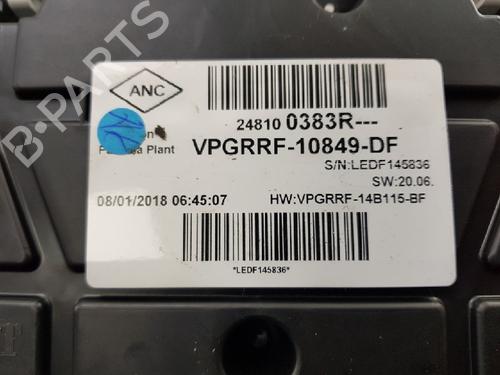 ANC
24810 0383R---
Plant
VPGRRF-10849-DF
S/N:LEDF145836
SW:20.06.
08/01/2018 06:45:07
HW:VPGRRF-14B115-BF
*LEDF145836*
B-PARTS